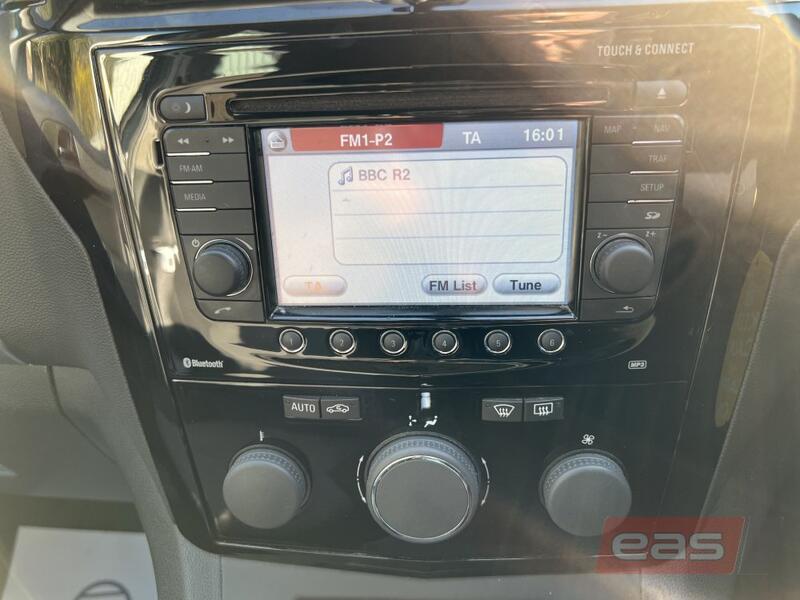 TOUCH & CONNECT
FM1-P2 TA 16:01
BBC R2
TA FM List Tune
FM-AM
MEDIA
MAP NAV
TRAF
SETUP
SD
z- z+
1 2 3 4 5 6
Bluetooth
MP3
AUTO
eas